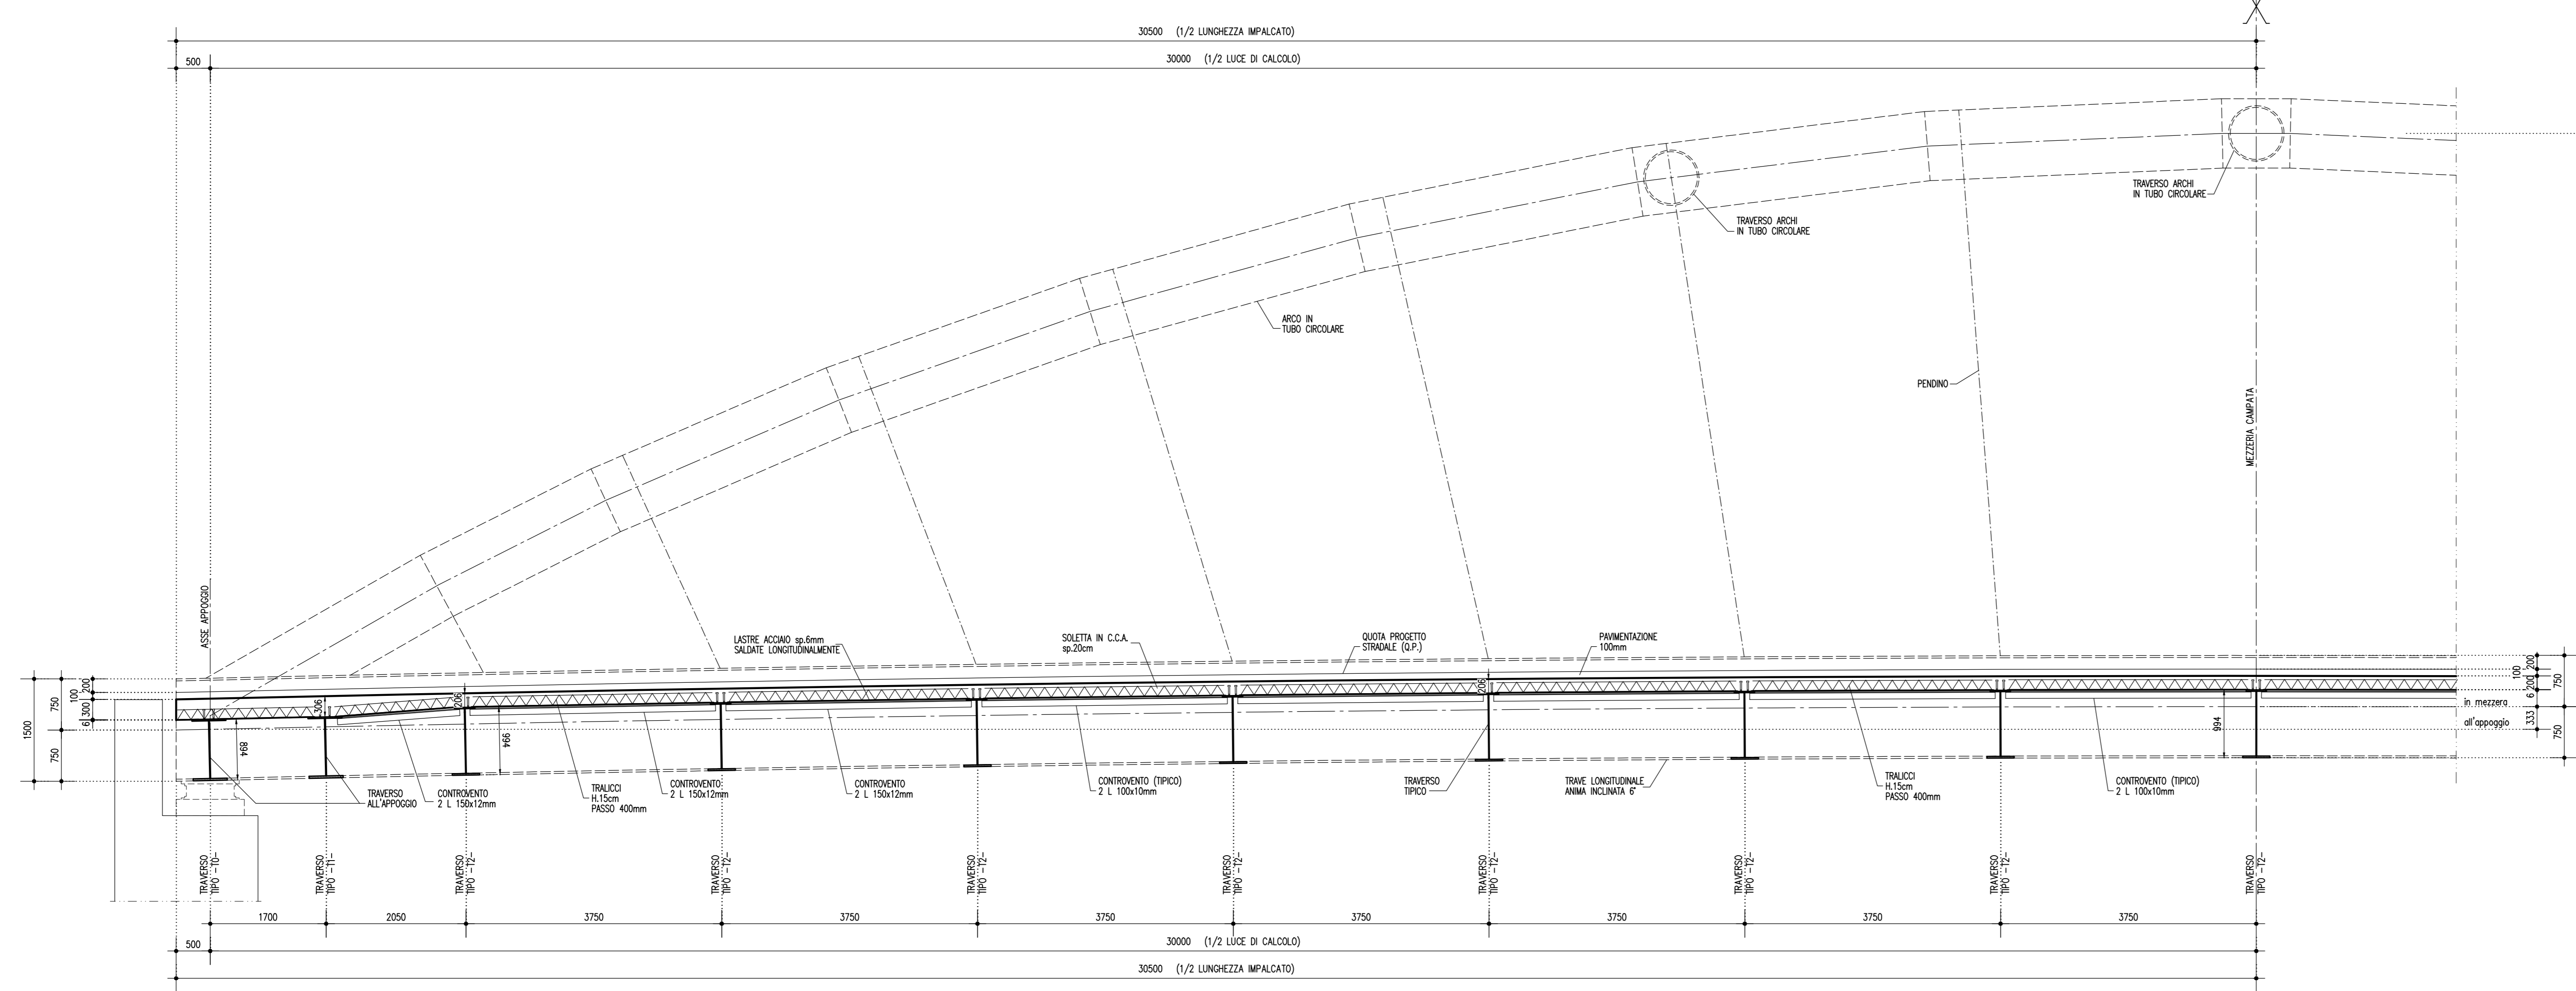 30500 (1/2 LUNGHEZZA IMPALCATO)
500
30000 (1/2 LUCE DI CALCOLO)
TRAVERSO ARCHI
IN TUBO CIRCOLARE
TRAVERSO ARCHI
IN TUBO CIRCOLARE
ARCO IN
TUBO CIRCOLARE
PENDINO
MEZZERIA CAMPATA
ASSE APPOGGIO
LASTRE ACCIAIO sp.6mm
SALDATE LONGITUDINALMENTE
SOLETTA IN C.C.A.
sp.20cm
QUOTA PROGETTO
STRADALE (Q.P.)
PAVIMENTAZIONE
100mm
1500
750
750
100
200
300
6
306
206
206
894
994
994
100
200
200
6
333
750
750
in mezzera
all'appoggio
TRAVERSO
ALL'APPOGGIO
CONTROVENTO
2 L 150x12mm
TRALICCI
H.15cm
PASSO 400mm
CONTROVENTO
2 L 150x12mm
CONTROVENTO
2 L 150x12mm
CONTROVENTO (TIPICO)
2 L 100x10mm
TRAVERSO
TIPICO
TRAVE LONGITUDINALE
ANIMA INCLINATA 6°
TRALICCI
H.15cm
PASSO 400mm
CONTROVENTO (TIPICO)
2 L 100x10mm
TRAVERSO
TIPO -T0-
TRAVERSO
TIPO -T1-
TRAVERSO
TIPO -T2-
TRAVERSO
TIPO -T2-
TRAVERSO
TIPO -T2-
TRAVERSO
TIPO -T2-
TRAVERSO
TIPO -T2-
TRAVERSO
TIPO -T2-
TRAVERSO
TIPO -T2-
TRAVERSO
TIPO -T2-
1700
2050
3750
3750
3750
3750
3750
3750
3750
500
30000 (1/2 LUCE DI CALCOLO)
30500 (1/2 LUNGHEZZA IMPALCATO)